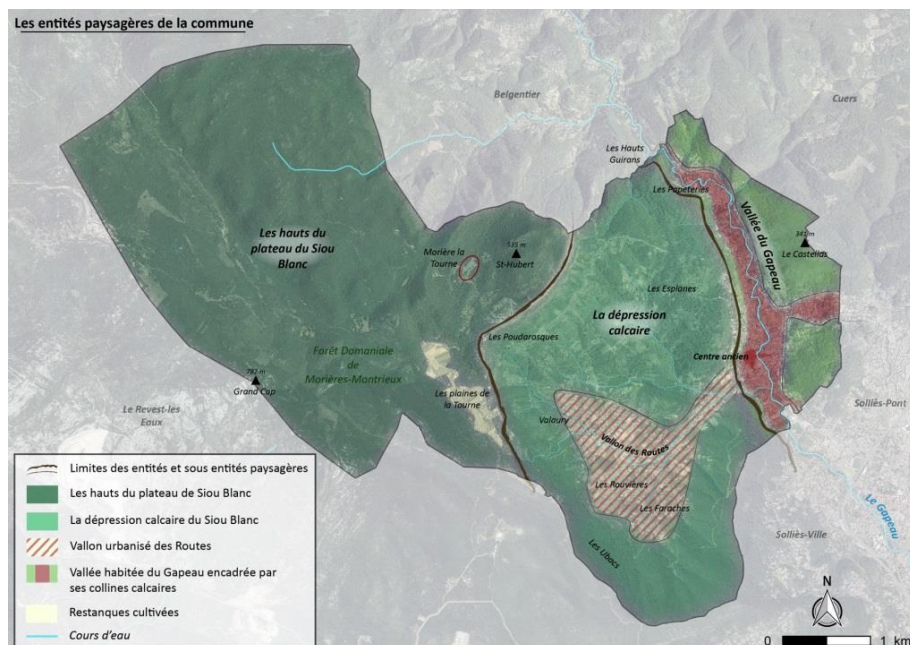 Les entités paysagères de la commune
Belgentier
Cuers
Les Hauts
Guirans
Les Papeteries
Vallée du Gapeau
Les hauts du
plateau du Siou
Blanc
Morière la
Tourne
535 m
St-Hubert
341 m
Le Castellas
Les Esplanes
La dépression
calcaire
Les Poudarasques
Centre ancien
Forêt Domaniale
de
Morières-Montrieux
782 m
Grand Cup
Les plaines de
la Tourne
Le Revest-les
Eaux
Valaury
Solliès-Pont
Vallon des Routes
Les Rouvières
Les Faraches
Le Gapeau
Solliès-Ville
Les Ubacs
Limites des entités et sous entités paysagères
Les hauts du plateau de Siou Blanc
La dépression calcaire du Siou Blanc
Vallon urbanisé des Routes
Vallée habitée du Gapeau encadrée par
ses collines calcaires
Restanques cultivées
Cours d'eau
N
0 1 km